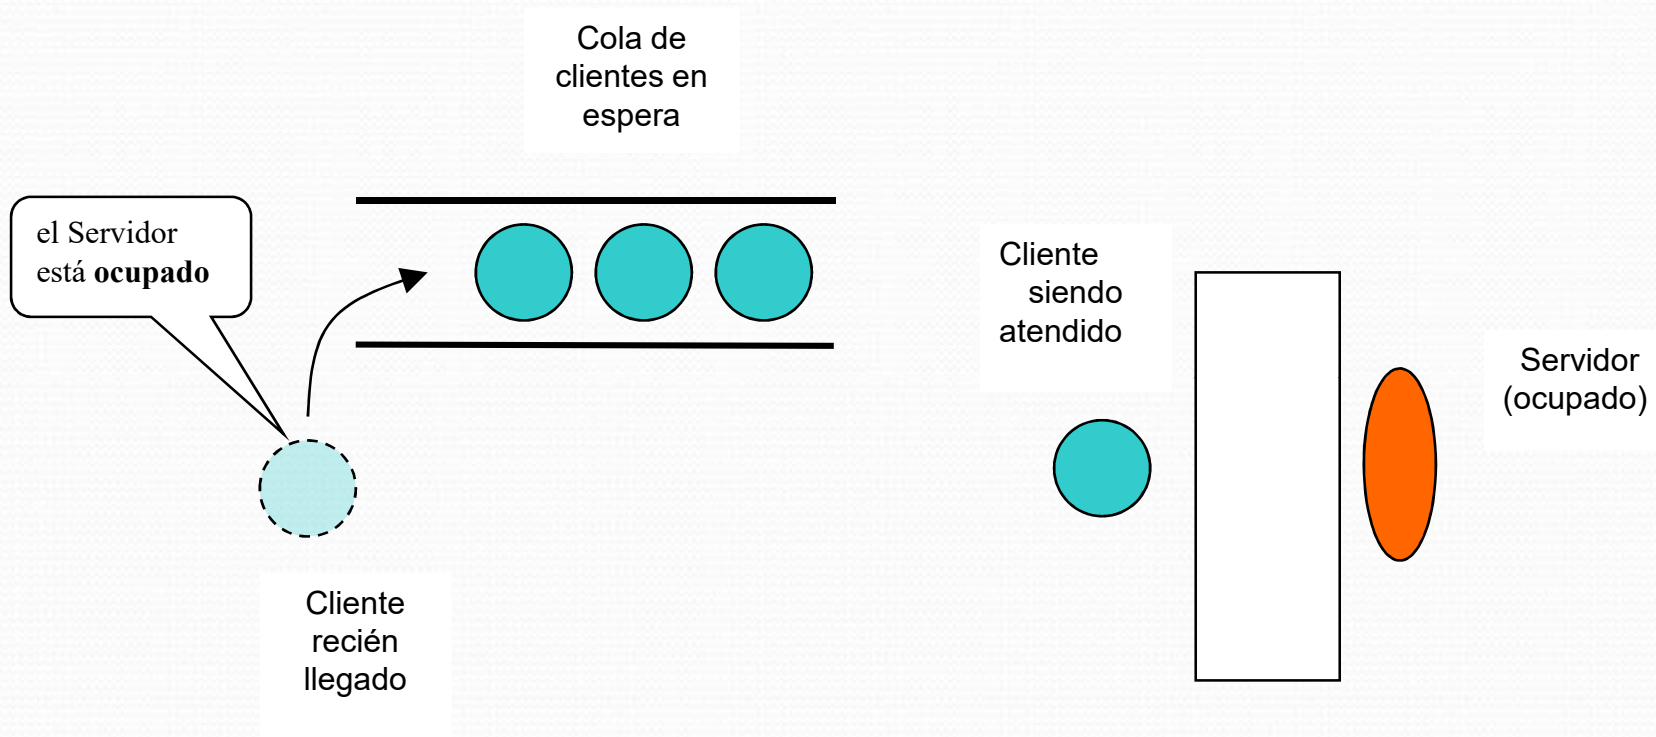 Cola de
clientes en
espera
el Servidor
está ocupado
Cliente
siendo
atendido
Servidor
(ocupado)
Cliente
recién
llegado